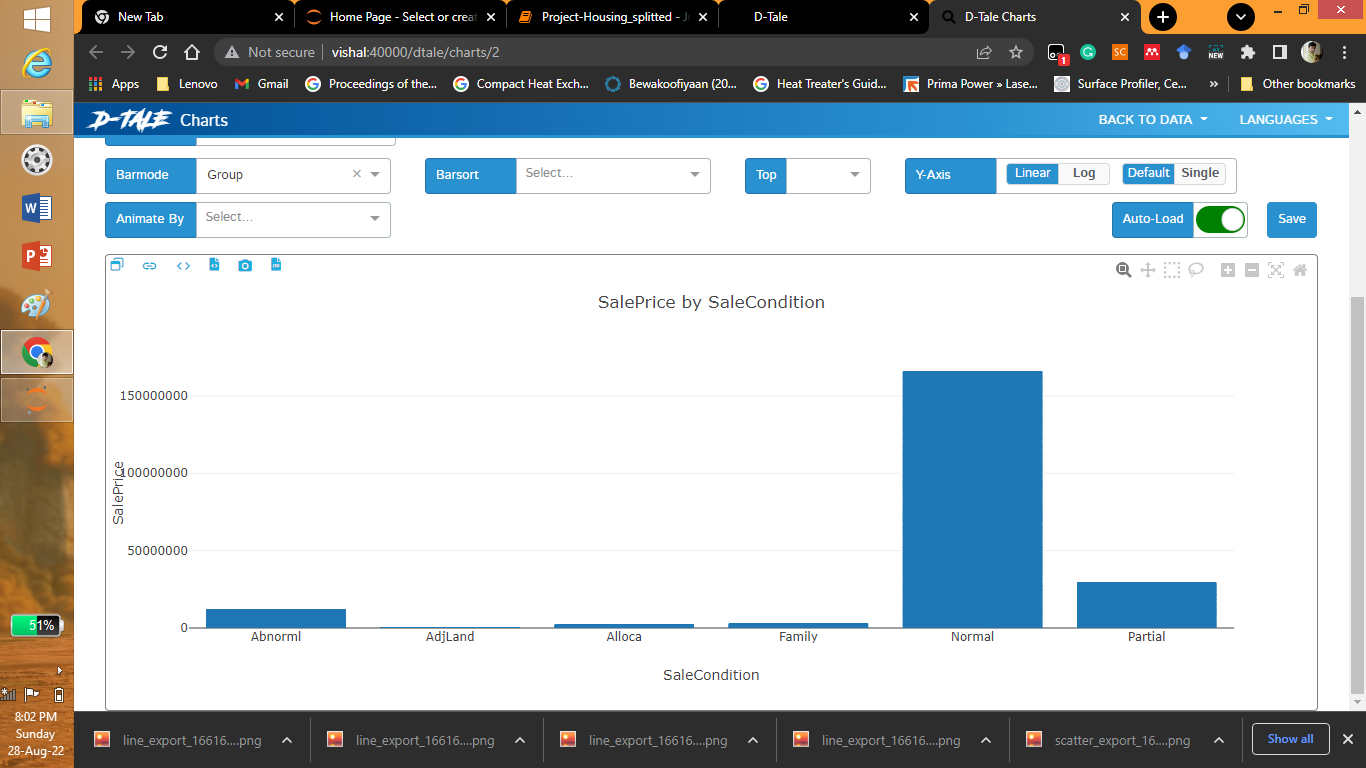 New Tab
Home Page - Select or creat
Project-Housing_splitted - J
D-Tale
D-Tale Charts
Not secure
vishal:40000/dtale/charts/2
SC
1
NEW
Apps
Lenovo
Gmail
Proceedings of the...
Compact Heat Exch...
Bewakoofiyaan (20...
Heat Treater's Guid...
Prima Power » Lase...
Surface Profiler, Ce...
»
Other bookmarks
D-TALE Charts
BACK TO DATA
LANGUAGES
Barmode
Group
Barsort
Select...
Top
Y-Axis
Linear
Log
Default
Single
Animate By
Select...
Auto-Load
Save
SalePrice by SaleCondition
SalePrice
150000000
100000000
50000000
0
Abnorml
AdjLand
Alloca
Family
Normal
Partial
SaleCondition
51%
8:02 PM
Sunday
28-Aug-22
line_export_16616....png
line_export_16616....png
line_export_16616....png
line_export_16616....png
scatter_export_16....png
Show all